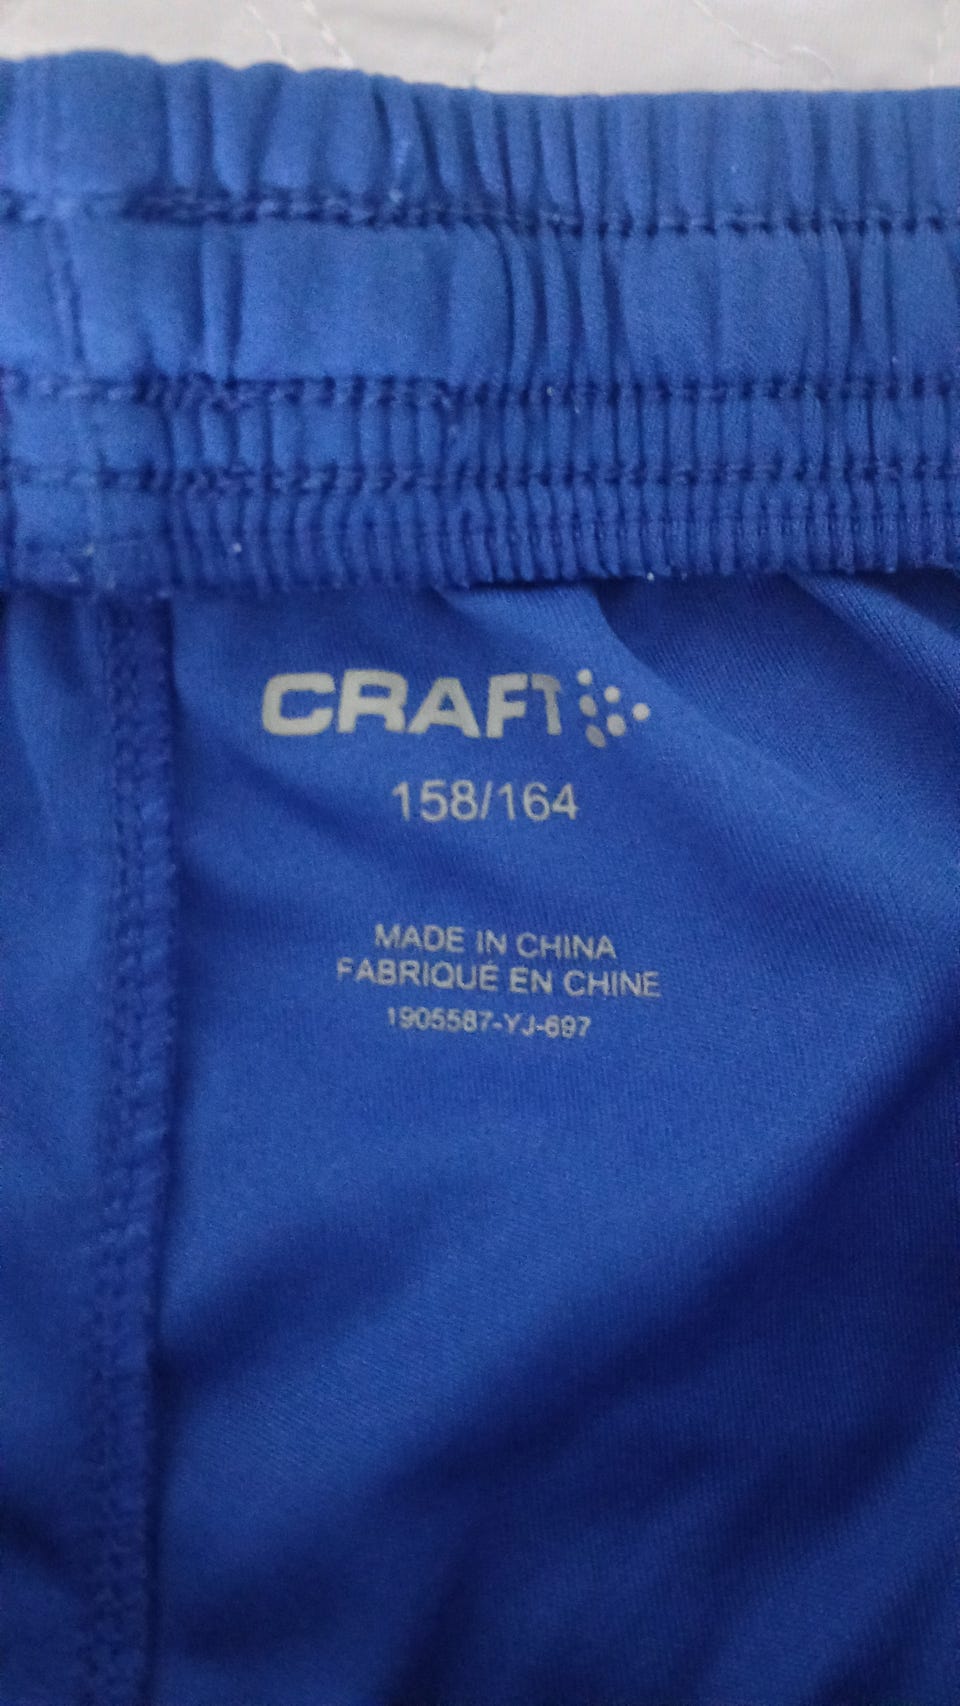 CRAFT
158/164
MADE IN CHINA
FABRIQUÉ EN CHINE
1905587-YJ-697